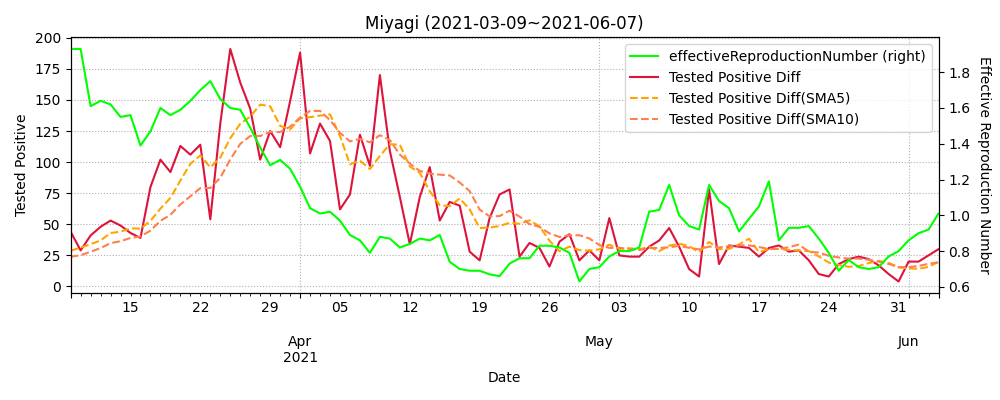 Miyagi (2021-03-09~2021-06-07)
effectiveReproductionNumber (right)
Tested Positive Diff
Tested Positive Diff(SMA5)
Tested Positive Diff(SMA10)
Tested Positive
200
175
150
125
100
75
50
25
0
Effective Reproduction Number
1.8
1.6
1.4
1.2
1.0
0.8
0.6
15 22 29 05 12 19 26 03 10 17 24 31
Apr May Jun
2021
Date